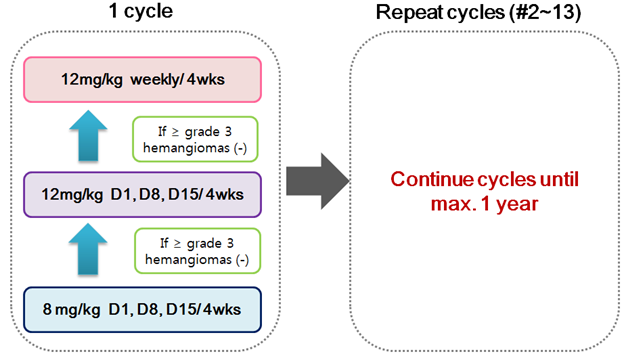 1 cycle
Repeat cycles (#2~13)
12mg/kg weekly/ 4wks
If ≥ grade 3
hemangiomas (-)
12mg/kg D1, D8, D15/ 4wks
If ≥ grade 3
hemangiomas (-)
8 mg/kg D1, D8, D15/ 4wks
Continue cycles until
max. 1 year